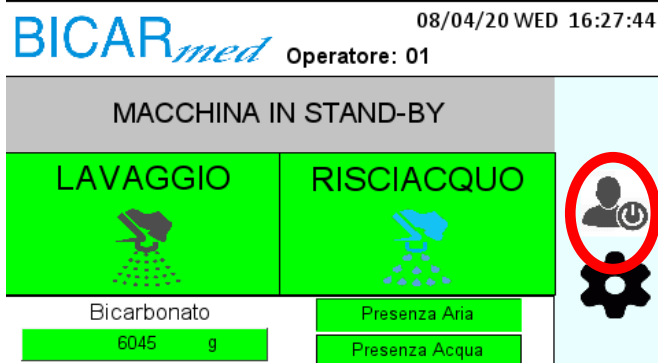 08/04/20 WED 16:27:44
BICARmed Operatore: 01
MACCHINA IN STAND-BY
LAVAGGIO RISCIACQUO
Bicarbonato Presenza Aria
6045 g Presenza Acqua